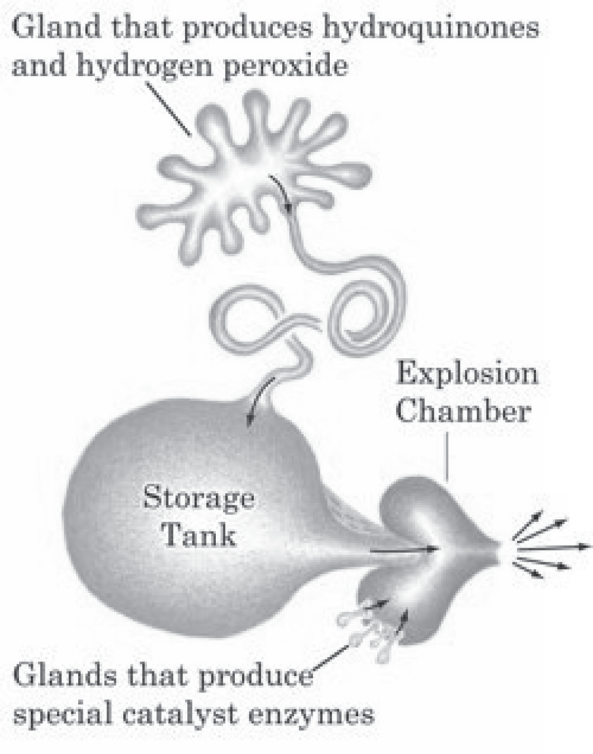 Gland that produces hydroquinones
and hydrogen peroxide
Explosion
Chamber
Storage
Tank
Glands that produce
special catalyst enzymes